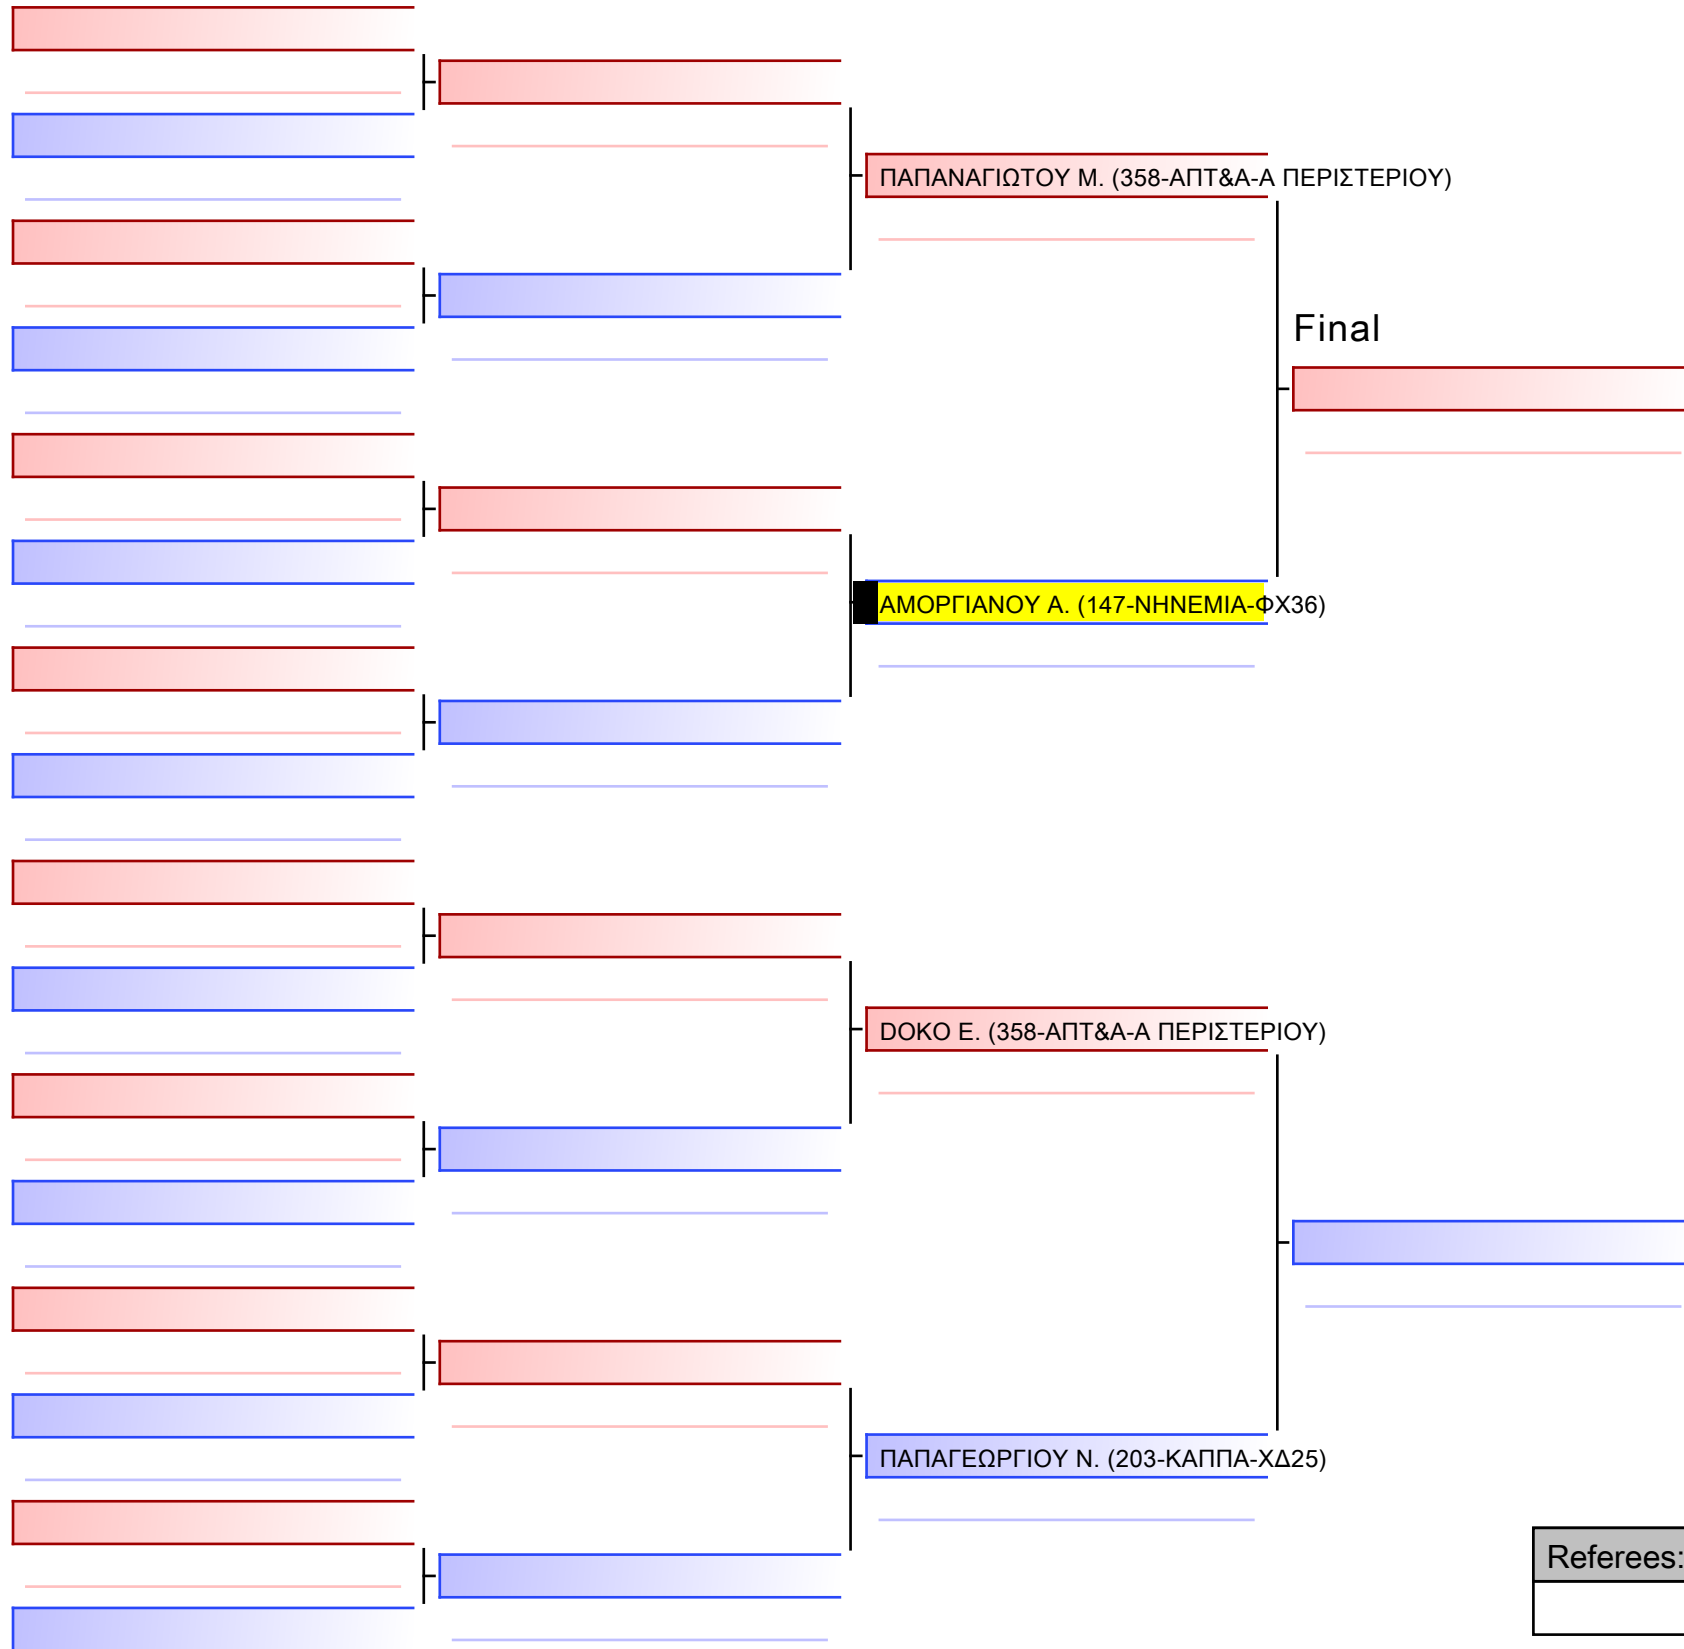 ΠΑΠΑΝΑΓΙΩΤΟΥ Μ. (358-ΑΠΤ&Α-Α ΠΕΡΙΣΤΕΡΙΟΥ)
Final
ΑΜΟΡΓΙΑΝΟΥ Α. (147-ΝΗΝΕΜΙΑ-ΦΧ36)
DOKO E. (358-ΑΠΤ&Α-Α ΠΕΡΙΣΤΕΡΙΟΥ)
ΠΑΠΑΓΕΩΡΓΙΟΥ Ν. (203-ΚΑΠΠΑ-ΧΔ25)
Referees: